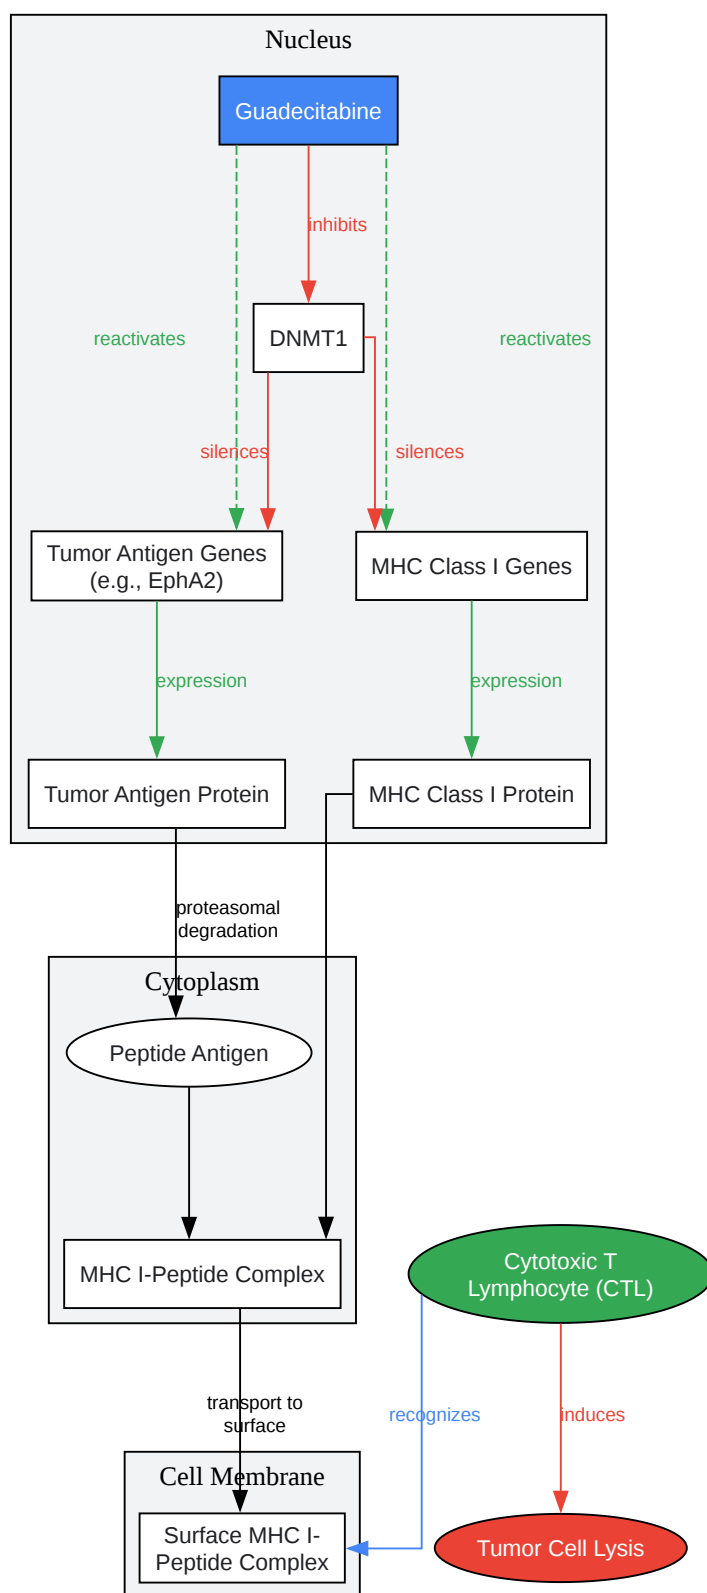 Nucleus
Guadecitabine
inhibits
DNMT1
reactivates
reactivates
silences
silences
Tumor Antigen Genes
(e.g., EphA2)
MHC Class I Genes
expression
expression
Tumor Antigen Protein
MHC Class I Protein
proteasomal
degradation
Cytoplasm
Peptide Antigen
MHC I-Peptide Complex
Cytotoxic T
Lymphocyte (CTL)
transport to
surface
recognizes
induces
Cell Membrane
Surface MHC I-
Peptide Complex
Tumor Cell Lysis